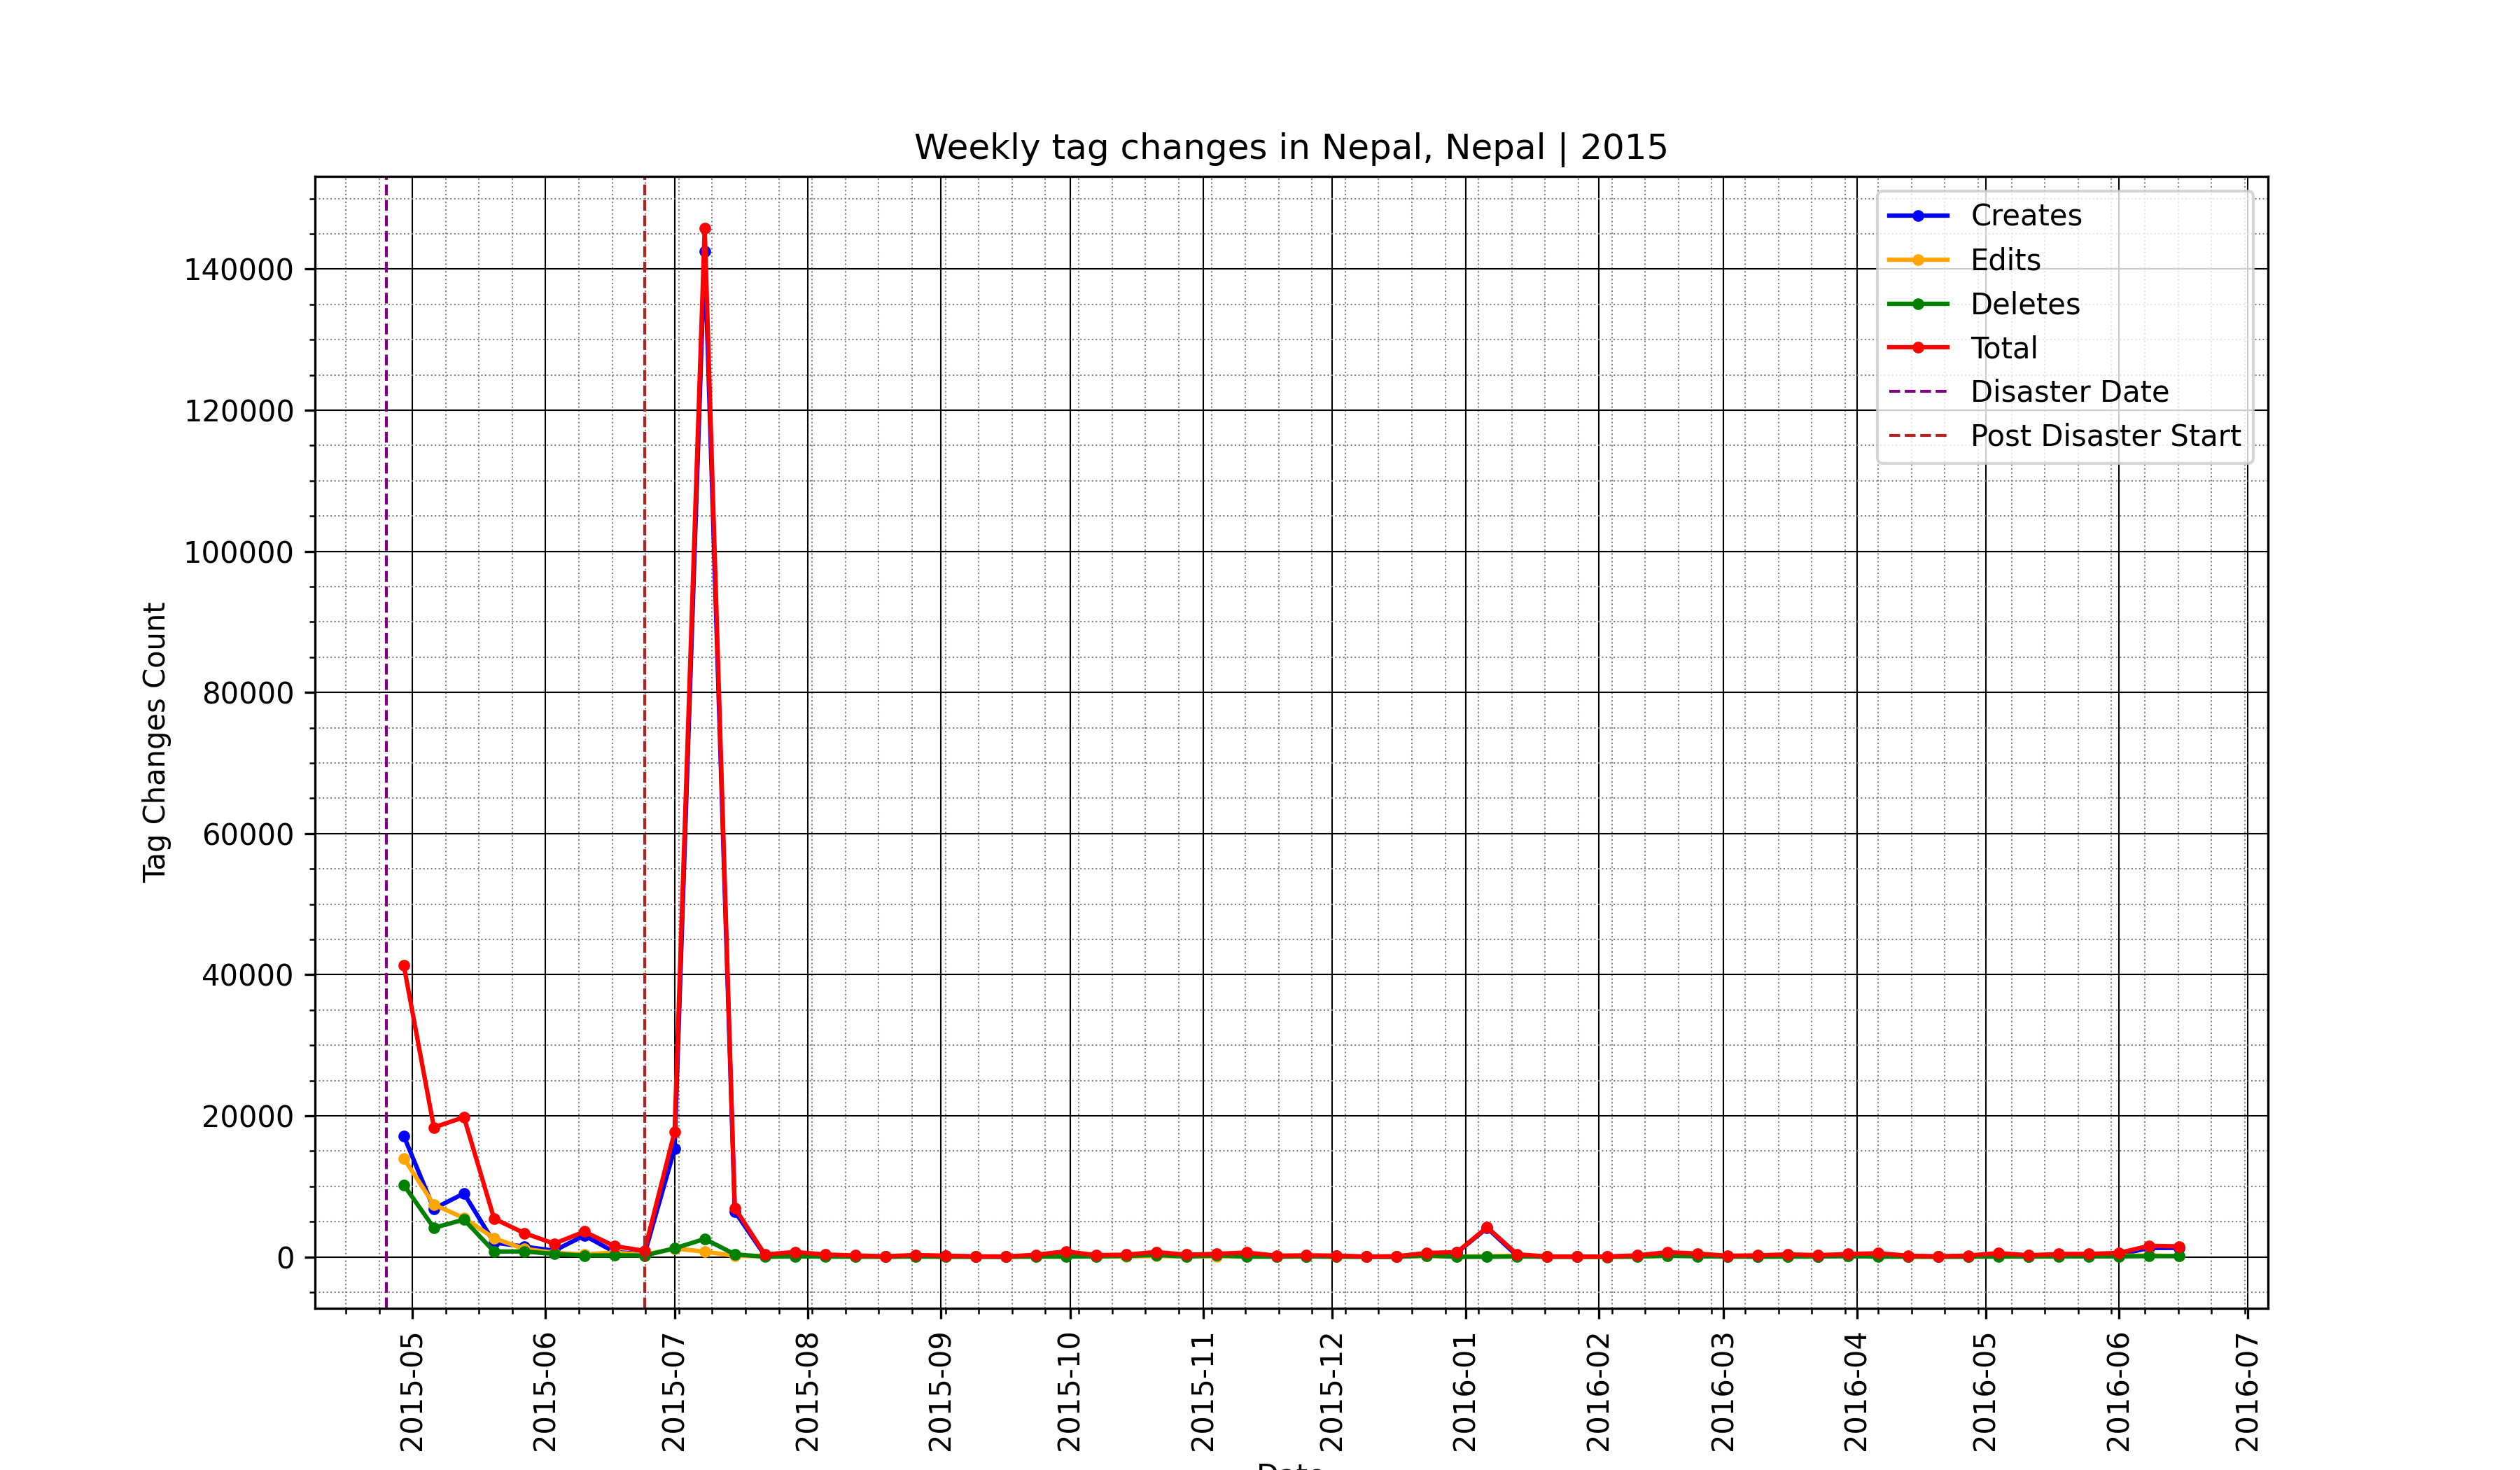 Weekly tag changes in Nepal, Nepal | 2015
Creates
Edits
Deletes
Total
Disaster Date
Post Disaster Start
Tag Changes Count
140000
120000
100000
80000
60000
40000
20000
0
2015-05
2015-06
2015-07
2015-08
2015-09
2015-10
2015-11
2015-12
2016-01
2016-02
2016-03
2016-04
2016-05
2016-06
2016-07